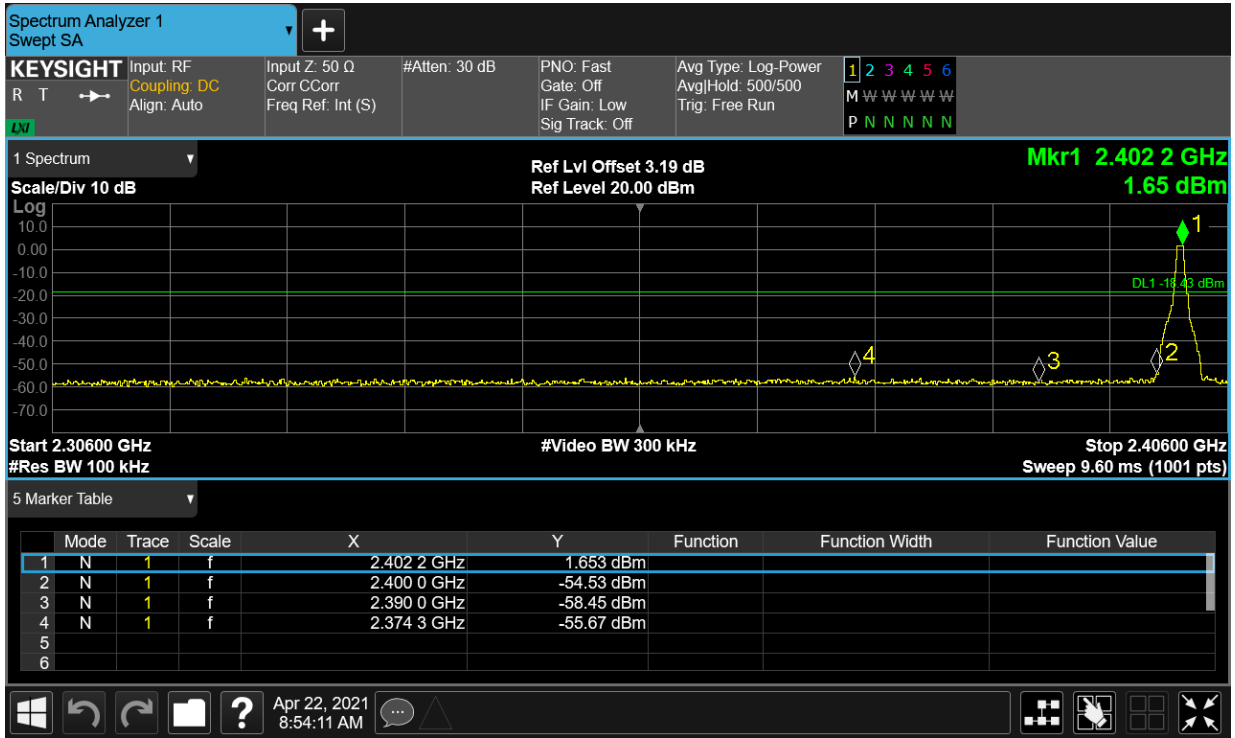 Spectrum Analyzer 1
Swept SA
KEYSIGHT
R T
LXI
Input: RF
Coupling: DC
Align: Auto
Input Z: 50 Ω
Corr CCorr
Freq Ref: Int (S)
#Atten: 30 dB
PNO: Fast
Gate: Off
IF Gain: Low
Sig Track: Off
Avg Type: Log-Power
Avg|Hold: 500/500
Trig: Free Run
1 2 3 4 5 6
M W W W W W
P N N N N N
1 Spectrum
Scale/Div 10 dB
Ref Lvl Offset 3.19 dB
Ref Level 20.00 dBm
Mkr1 2.402 2 GHz
1.65 dBm
Log
10.0
0.00
-10.0
-20.0
-30.0
-40.0
-50.0
-60.0
-70.0
1
DL1 -18.43 dBm
4
3
2
Start 2.30600 GHz
#Res BW 100 kHz
#Video BW 300 kHz
Stop 2.40600 GHz
Sweep 9.60 ms (1001 pts)
5 Marker Table
Mode Trace Scale X Y Function Function Width Function Value
1 N 1 f 2.402 2 GHz 1.653 dBm
2 N 1 f 2.400 0 GHz -54.53 dBm
3 N 1 f 2.390 0 GHz -58.45 dBm
4 N 1 f 2.374 3 GHz -55.67 dBm
5
6
?
Apr 22, 2021
8:54:11 AM